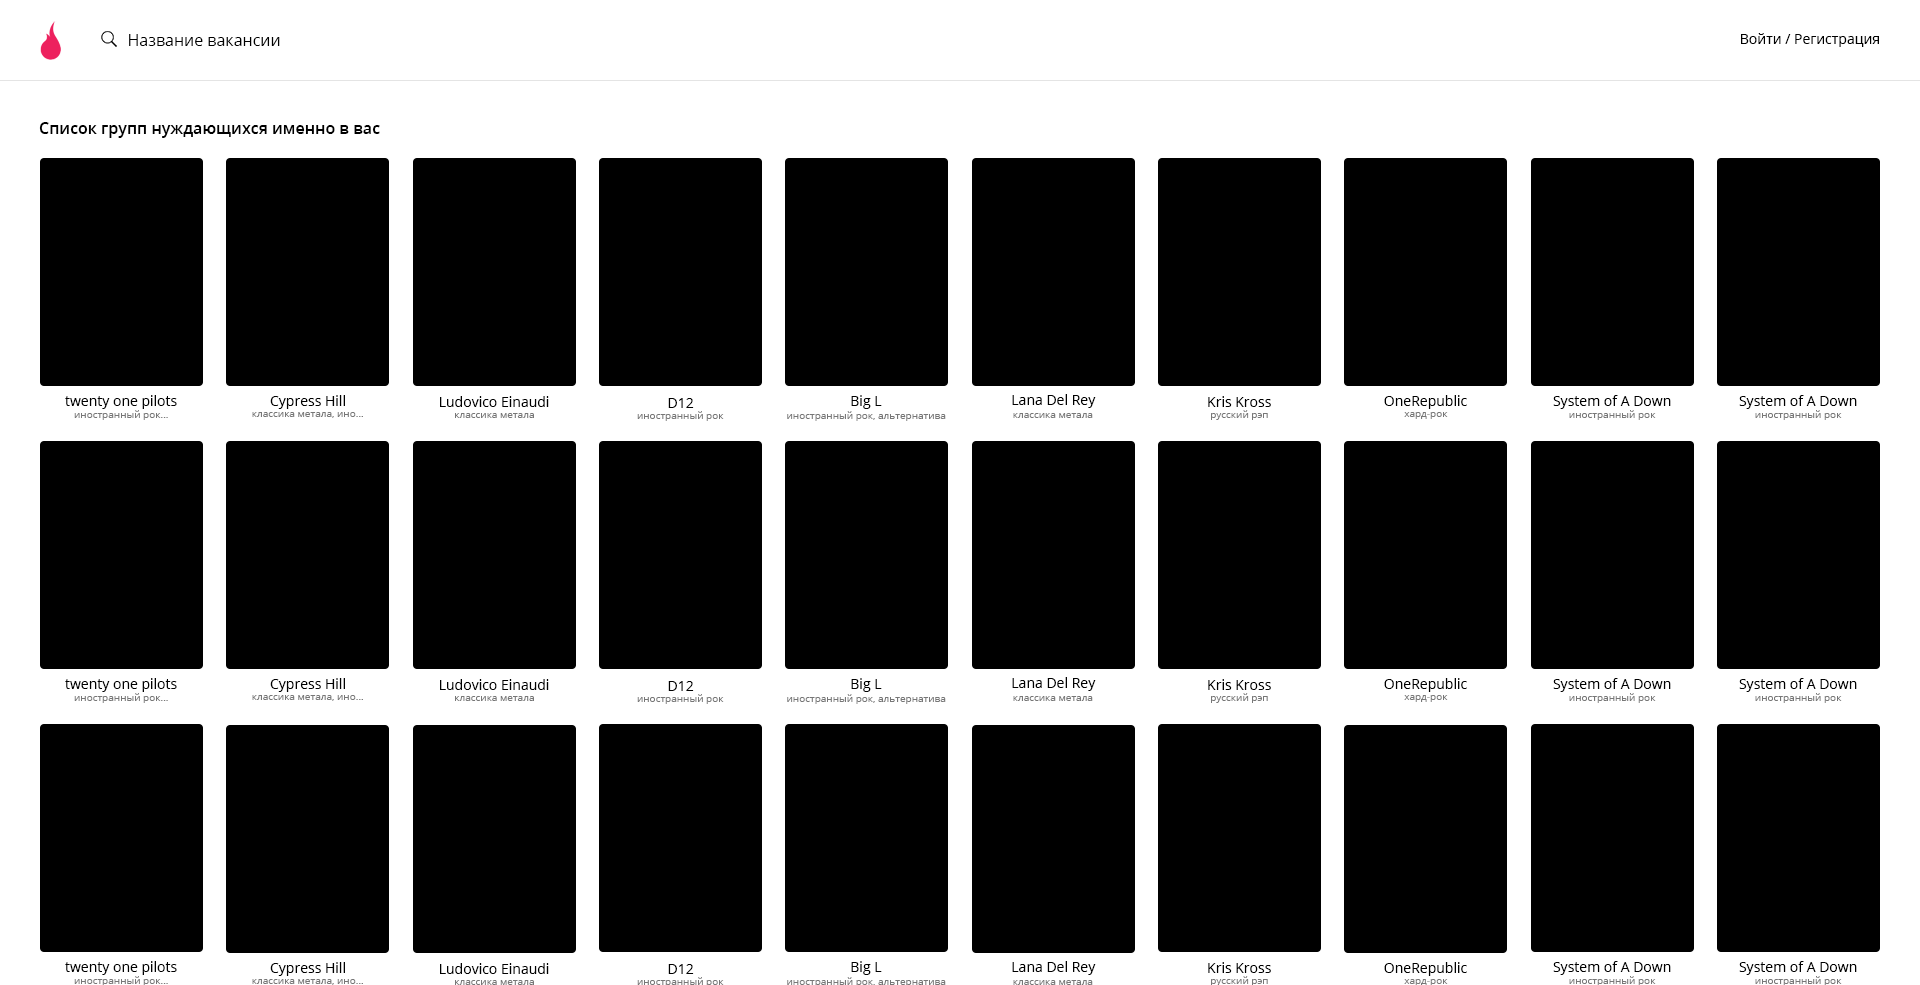 Название вакансии
Войти / Регистрация
Список групп нуждающихся именно в вас
twenty one pilots Cypress Hill Ludovico Einaudi D12 Big L Lana Del Rey Kris Kross OneRepublic System of A Down System of A Down
иностранный рок... классика метала, ино... классика метала иностранный рок иностранный рок, альтернатива классика метала русский рэп хард-рок иностранный рок иностранный рок
twenty one pilots Cypress Hill Ludovico Einaudi D12 Big L Lana Del Rey Kris Kross OneRepublic System of A Down System of A Down
иностранный рок... классика метала, ино... классика метала иностранный рок иностранный рок, альтернатива классика метала русский рэп хард-рок иностранный рок иностранный рок
twenty one pilots Cypress Hill Ludovico Einaudi D12 Big L Lana Del Rey Kris Kross OneRepublic System of A Down System of A Down
иностранный рок... классика метала, ино... классика метала иностранный рок иностранный рок, альтернатива классика метала русский рэп хард-рок иностранный рок иностранный рок